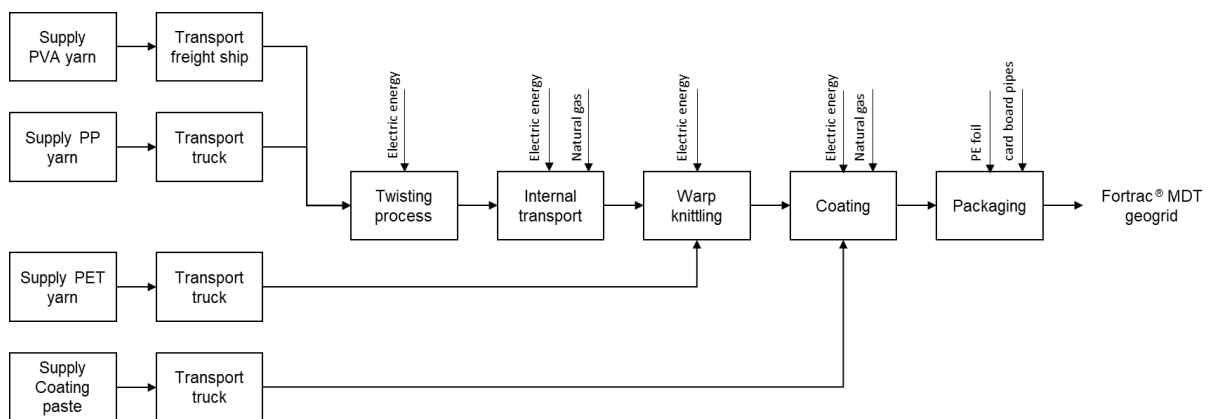 Supply
PVA yarn
Transport
freight ship
Supply PP
yarn
Transport
truck
Electric energy
Electric energy
Natural gas
Electric energy
Electric energy
Natural gas
PE foil
card board pipes
Twisting
process
Internal
transport
Warp
knittling
Coating
Packaging
Fortrac® MDT
geogrid
Supply PET
yarn
Transport
truck
Supply
Coating
paste
Transport
truck